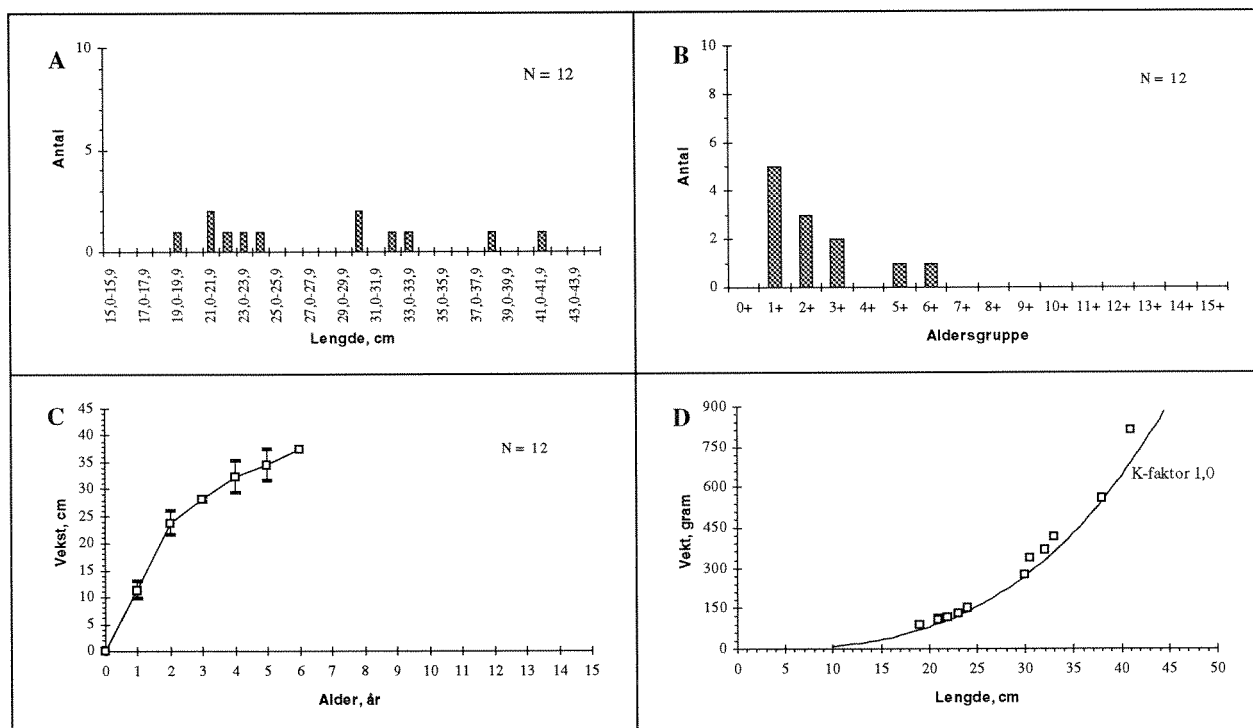 A
N = 12
Antal
10
5
0
15,0-15,9
17,0-17,9
19,0-19,9
21,0-21,9
23,0-23,9
25,0-25,9
27,0-27,9
29,0-29,9
31,0-31,9
33,0-33,9
35,0-35,9
37,0-37,9
39,0-39,9
41,0-41,9
43,0-43,9
Lengde, cm
B
N = 12
Antal
10
8
6
4
2
0
0+ 1+ 2+ 3+ 4+ 5+ 6+ 7+ 8+ 9+ 10+ 11+ 12+ 13+ 14+ 15+
Aldersgruppe
C
N = 12
Vekst, cm
45
40
35
30
25
20
15
10
5
0
0 1 2 3 4 5 6 7 8 9 10 11 12 13 14 15
Alder, år
D
K-faktor 1,0
Vekt, gram
900
750
600
450
300
150
0
0 5 10 15 20 25 30 35 40 45 50
Lengde, cm